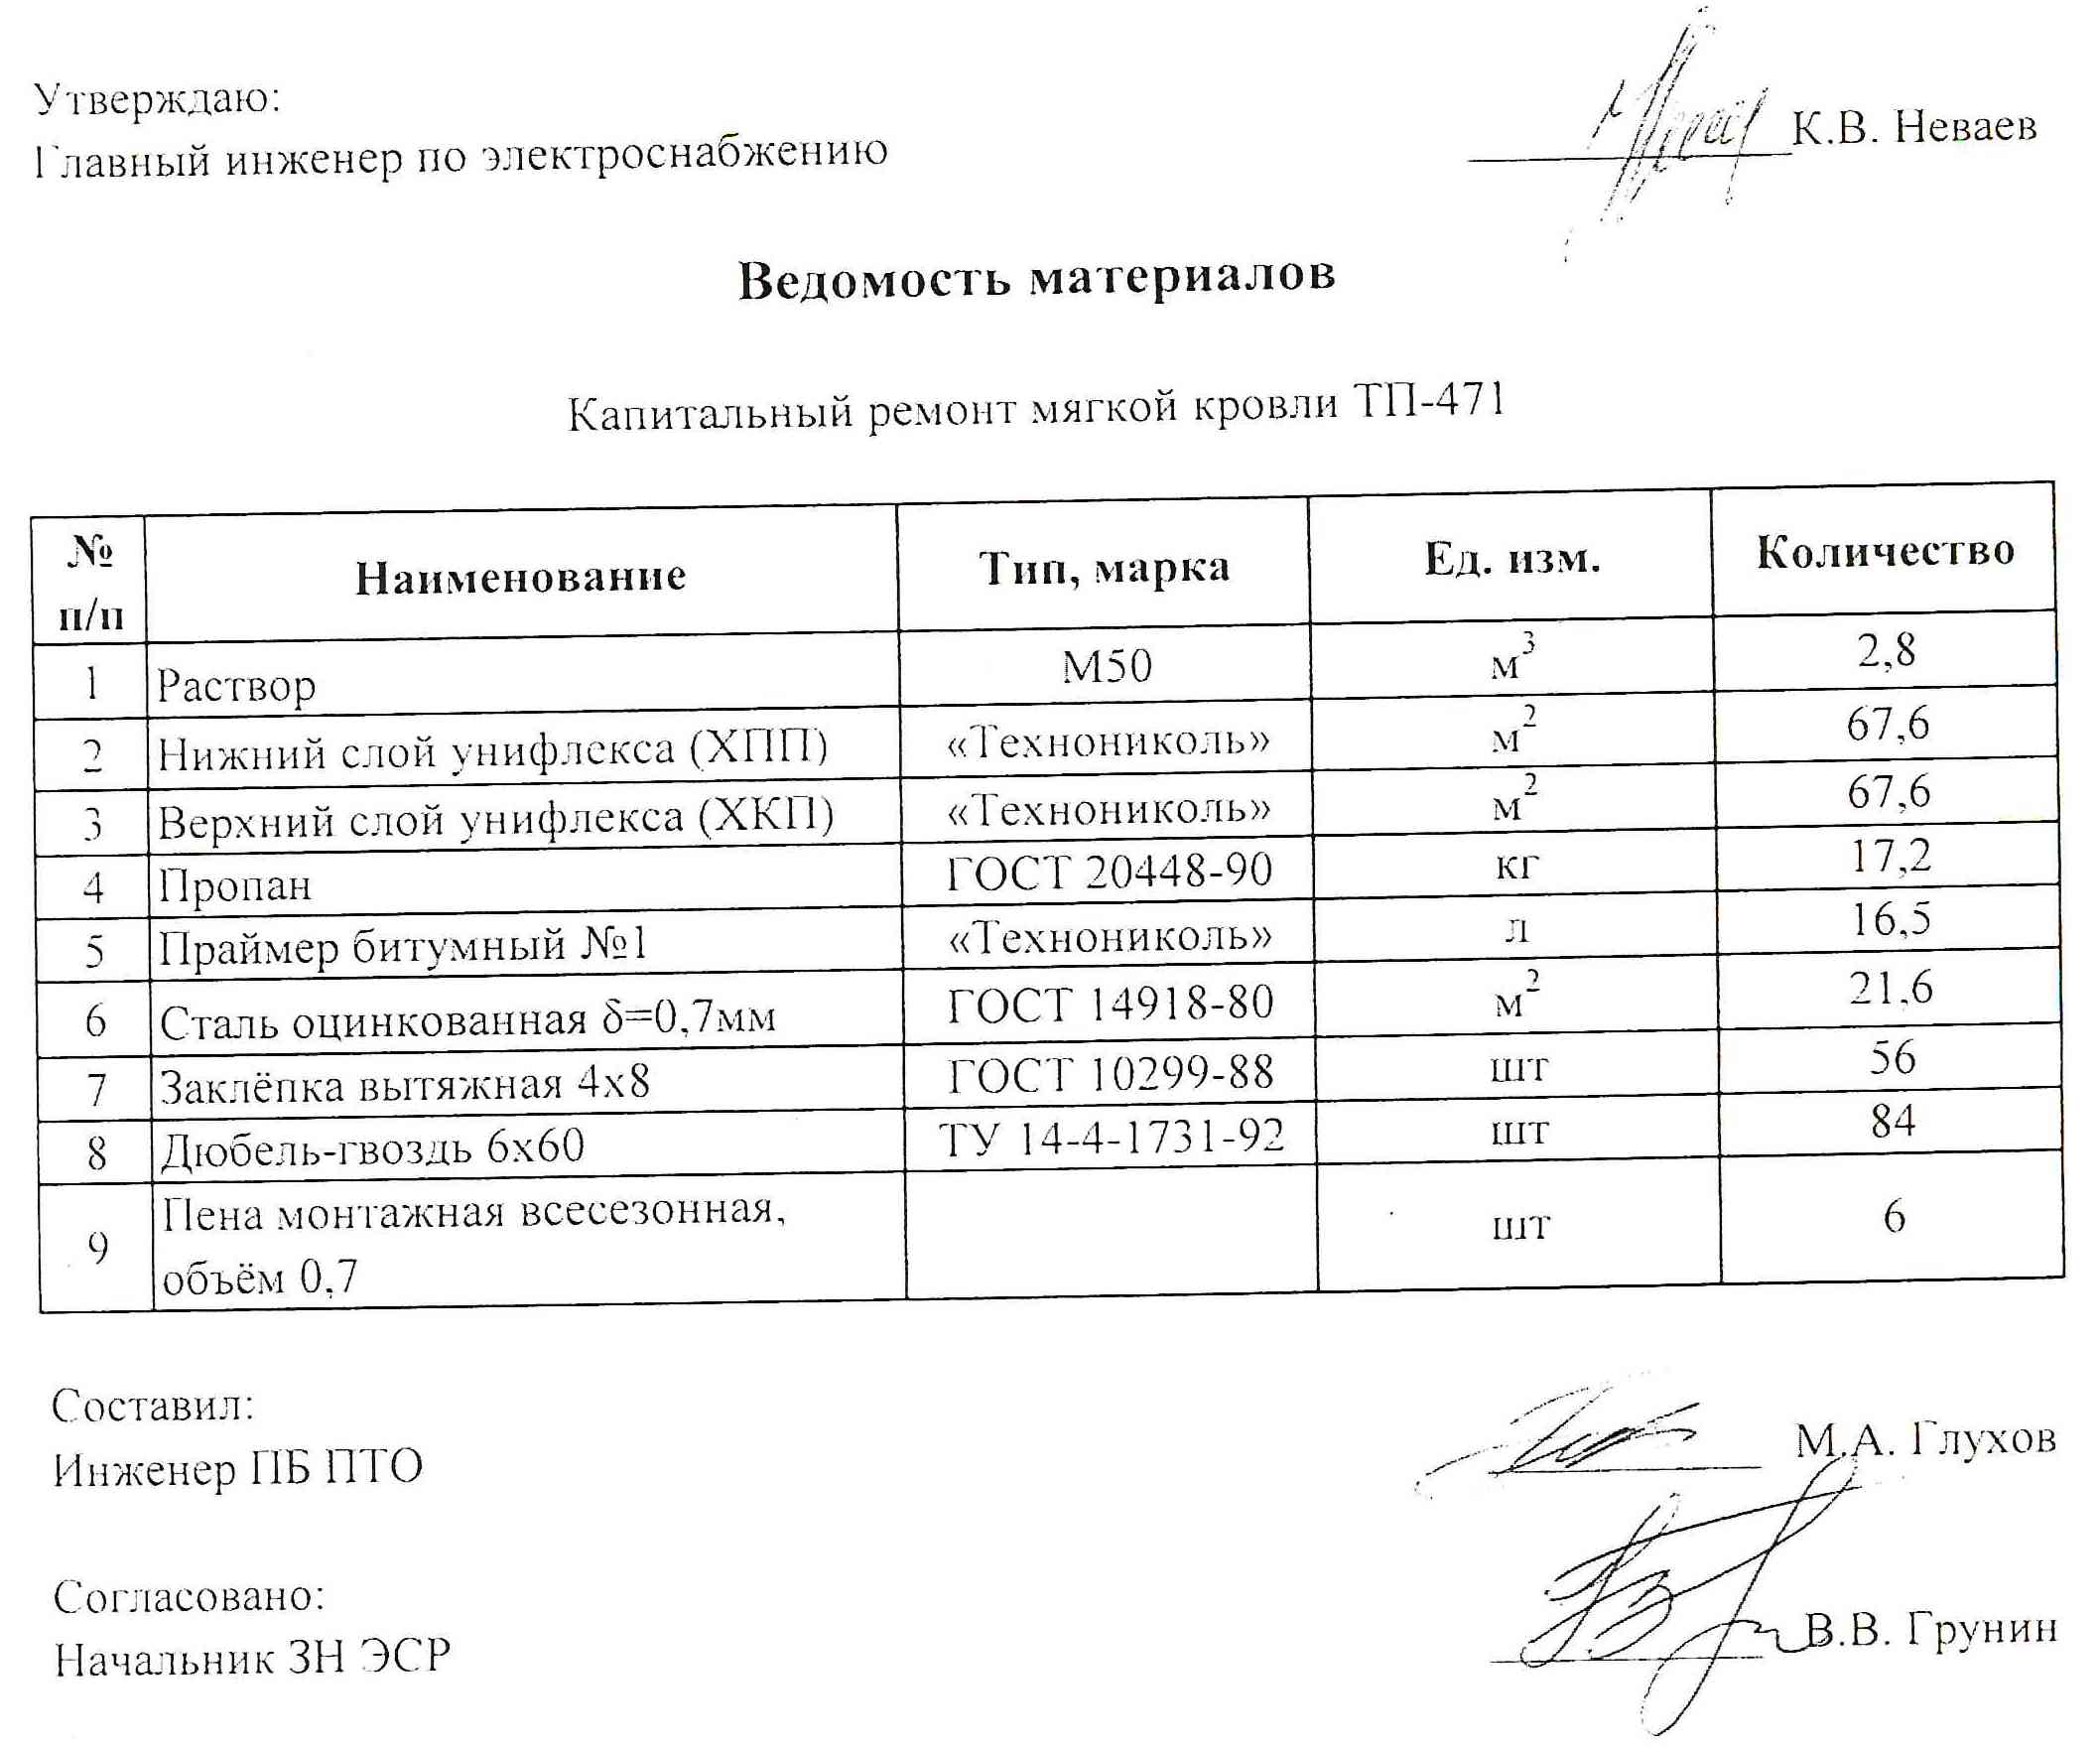 Утверждаю:
Главный инженер по электроснабжению
К.В. Неваев
Ведомость материалов
Капитальный ремонт мягкой кровли ТП-471
№ п/п Наименование Тип, марка Ед. изм. Количество
1 Раствор М50 м³ 2,8
2 Нижний слой унифлекса (ХПП) «Технониколь» м² 67,6
3 Верхний слой унифлекса (ХКП) «Технониколь» м² 67,6
4 Пропан ГОСТ 20448-90 кг 17,2
5 Праймер битумный №1 «Технониколь» л 16,5
6 Сталь оцинкованная δ=0,7мм ГОСТ 14918-80 м² 21,6
7 Заклёпка вытяжная 4х8 ГОСТ 10299-88 шт 56
8 Дюбель-гвоздь 6х60 ТУ 14-4-1731-92 шт 84
9 Пена монтажная всесезонная, объём 0,7 шт 6
Составил:
Инженер ПБ ПТО
М.А. Глухов
Согласовано:
Начальник ЗН ЭСР
В.В. Грунин